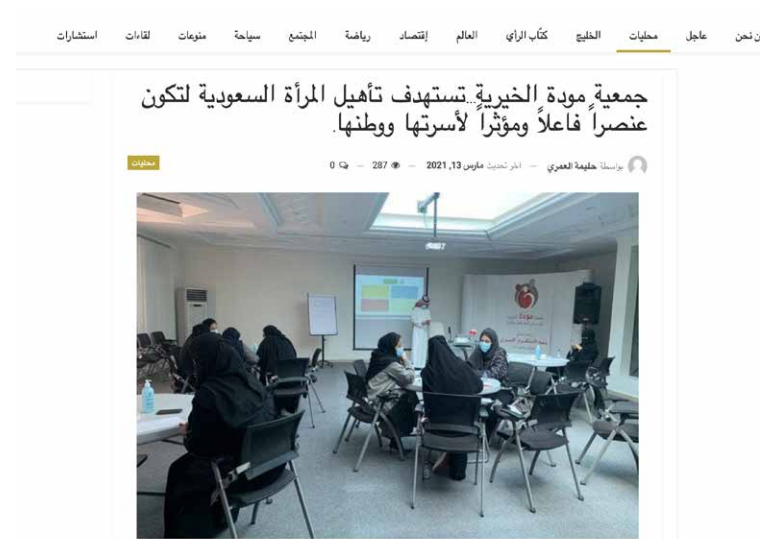 ن نحن عاجل محليات الخليج كتّاب الرأي العالم إقتصاد رياضة المجتمع سياحة منوعات لقاءات استشارات
جمعية مودة الخيرية..تستهدف تأهيل المرأة السعودية لتكون
عنصراً فاعلاً ومؤثراً لأسرتها ووطنها.
بواسطة حليمة العمري — اخر تحديث مارس 13, 2021 — 287 — 0
محليات
مودة